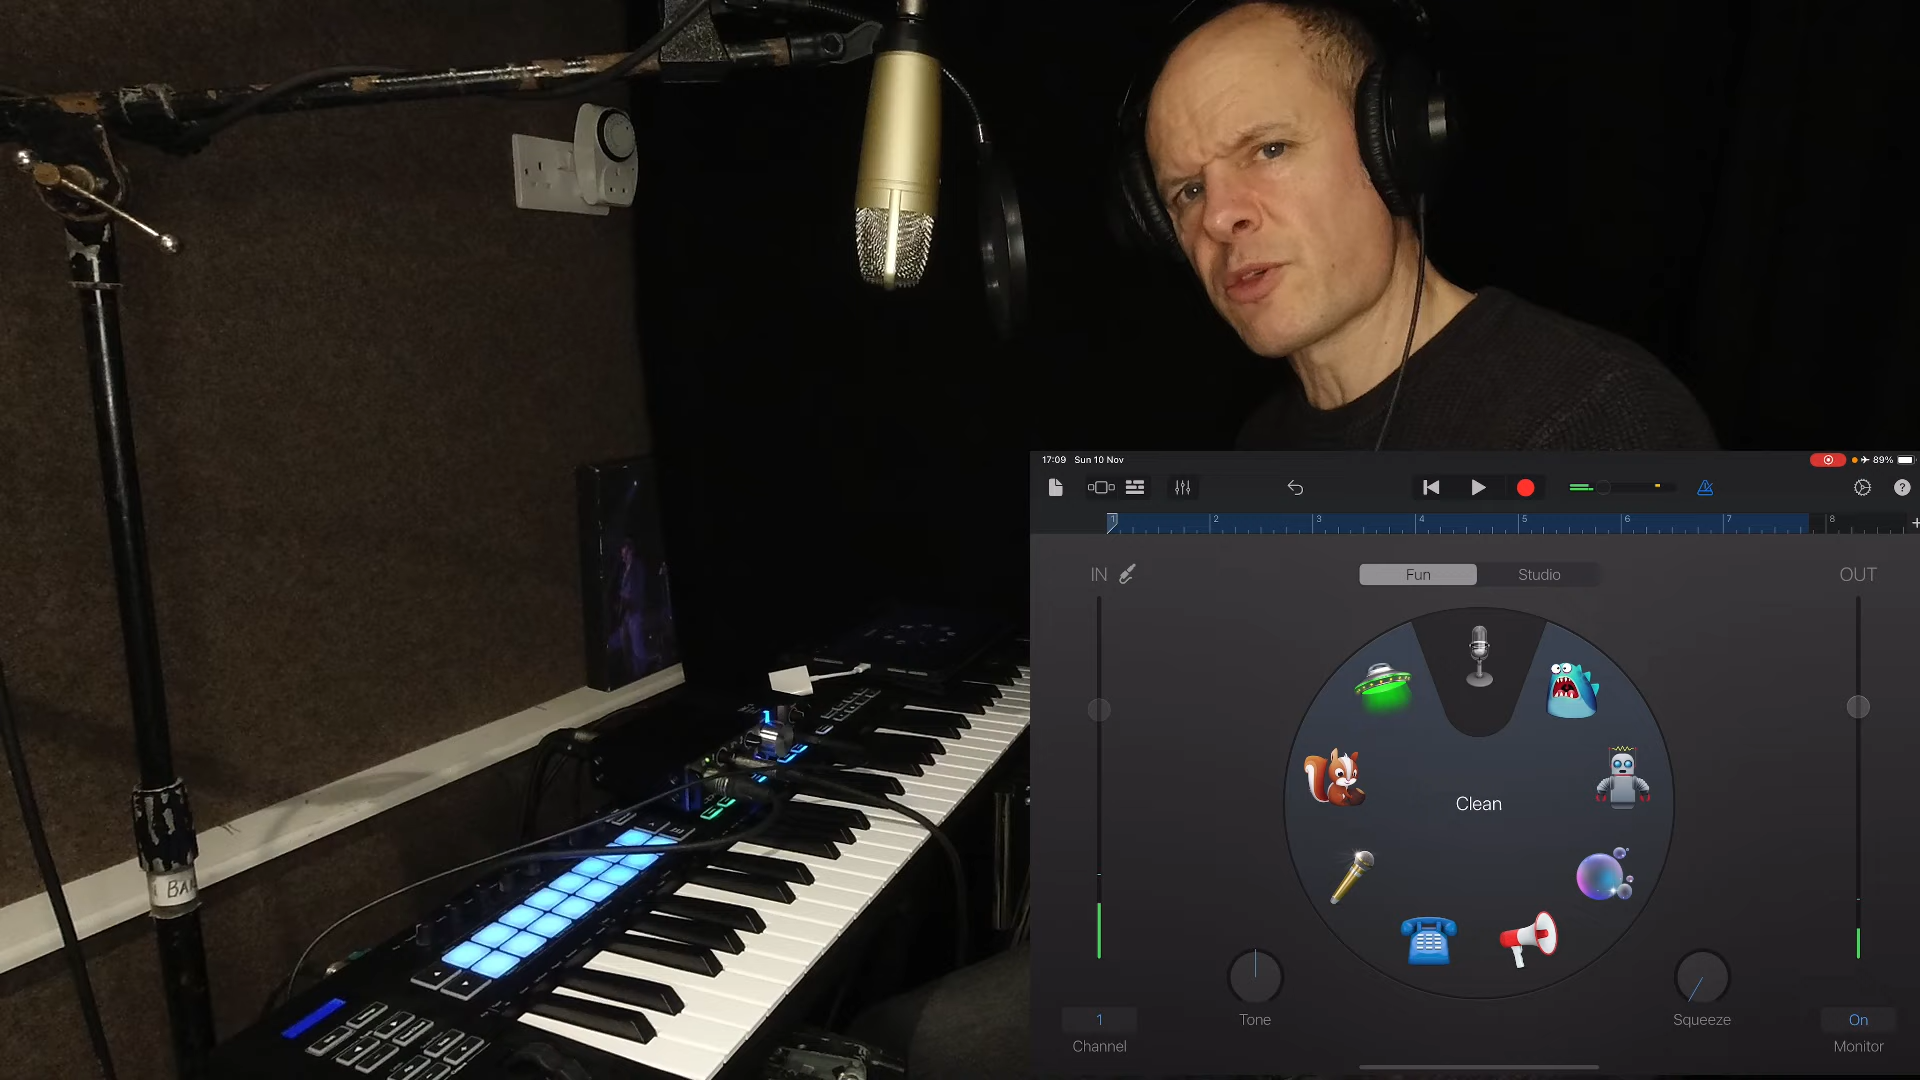 BA
17:09 Sun 10 Nov
89%
1 2 3 4 5 6 7 8
IN
Fun
Studio
OUT
Clean
Tone
Squeeze
1
On
Channel
Monitor